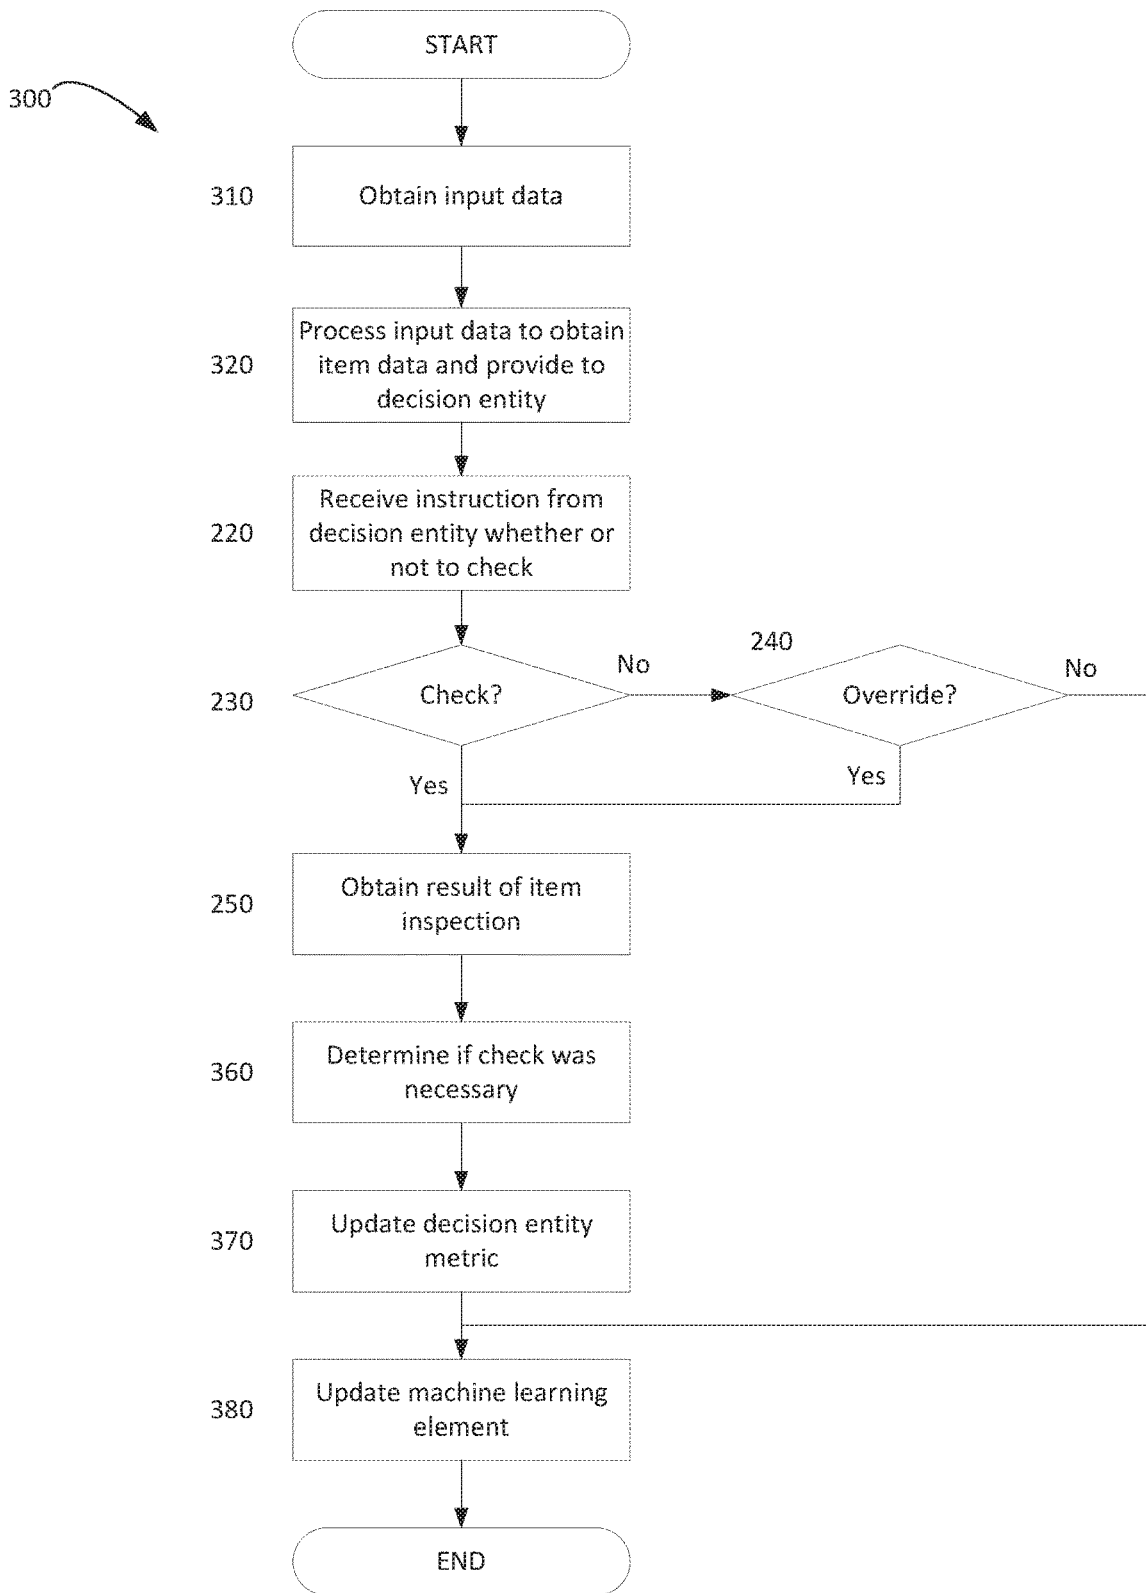 START
300
310
Obtain input data
320
Process input data to obtain
item data and provide to
decision entity
220
Receive instruction from
decision entity whether or
not to check
230
Check?
No
240
Override?
No
Yes
Yes
250
Obtain result of item
inspection
360
Determine if check was
necessary
370
Update decision entity
metric
380
Update machine learning
element
END